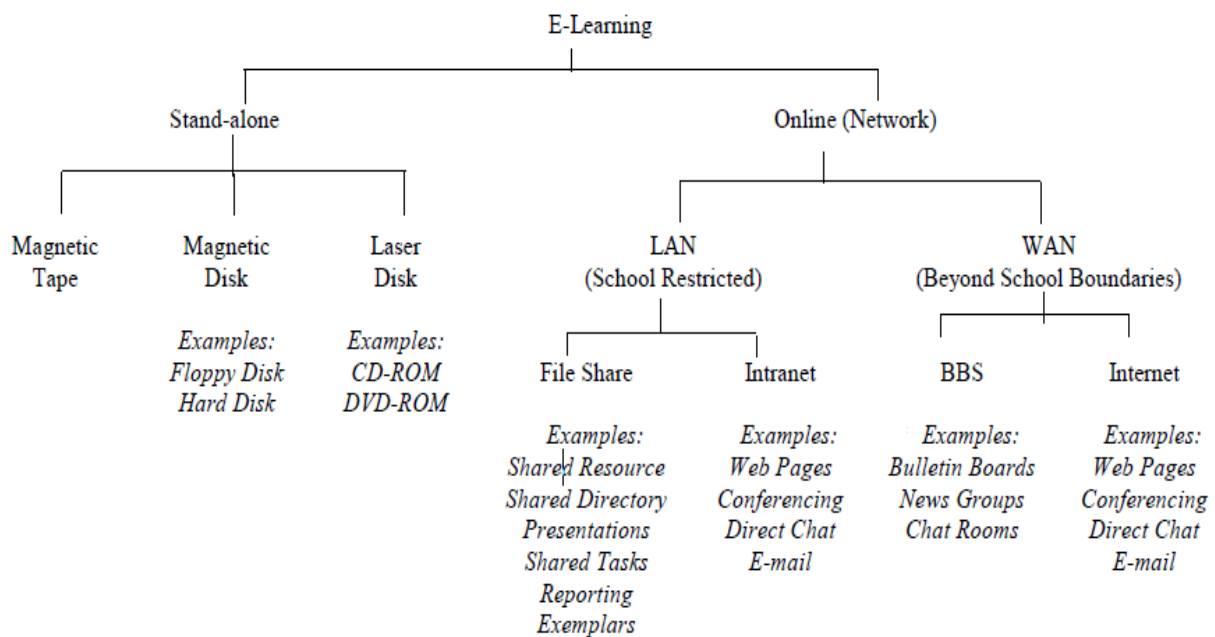 E-Learning
Stand-alone
Online (Network)
Magnetic
Tape
Magnetic
Disk
Examples:
Floppy Disk
Hard Disk
Laser
Disk
Examples:
CD-ROM
DVD-ROM
LAN
(School Restricted)
WAN
(Beyond School Boundaries)
File Share
Examples:
Shared Resource
Shared Directory
Presentations
Shared Tasks
Reporting
Exemplars
Intranet
Examples:
Web Pages
Conferencing
Direct Chat
E-mail
BBS
Examples:
Bulletin Boards
News Groups
Chat Rooms
Internet
Examples:
Web Pages
Conferencing
Direct Chat
E-mail